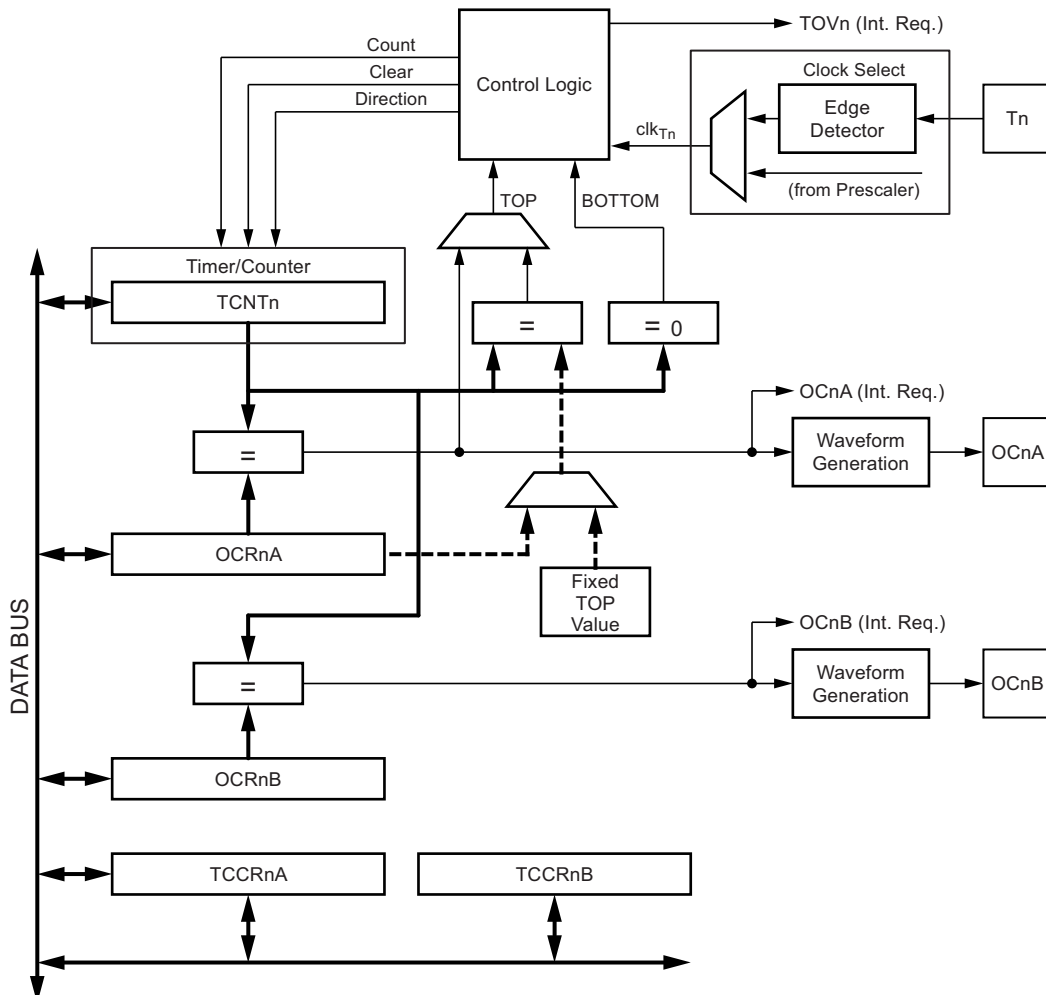 TOVn (Int. Req.)
Count
Clear
Direction
Control Logic
Clock Select
Edge
Detector
Tn
clkTn
(from Prescaler)
TOP
BOTTOM
Timer/Counter
TCNTn
=
= 0
OCnA (Int. Req.)
=
Waveform
Generation
OCnA
OCRnA
Fixed
TOP
Value
DATA BUS
OCnB (Int. Req.)
=
Waveform
Generation
OCnB
OCRnB
TCCRnA
TCCRnB